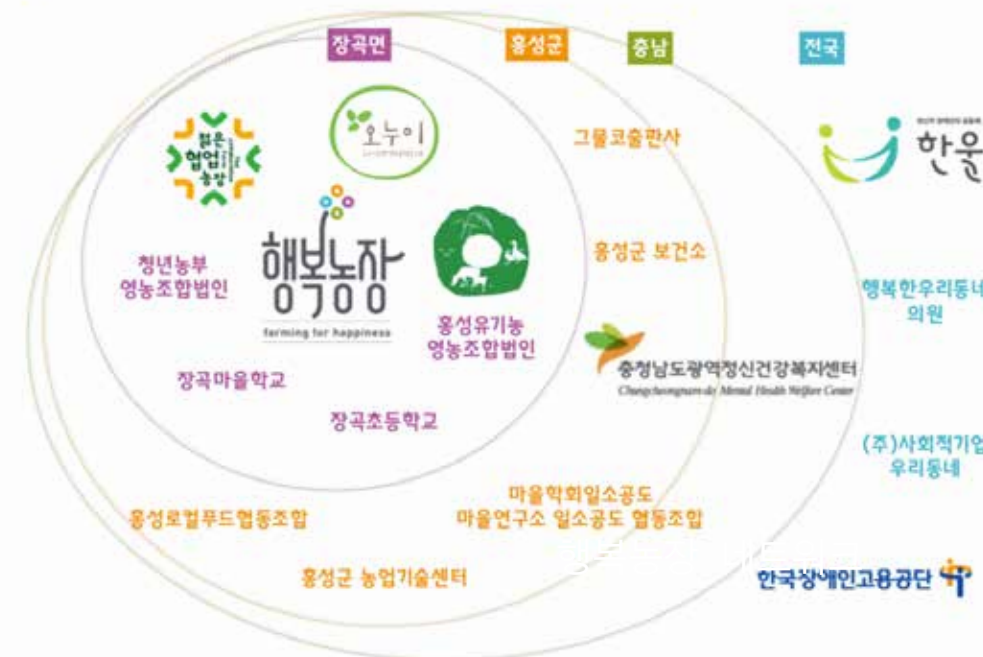 장곡면
홍성군
충남
전국
젊은
협업
농장
오누이
그물코출판사
한울
행복농장
farming for happiness
청년농부
영농조합법인
홍성군 보건소
홍성유기농
영농조합법인
행복한우리동네
의원
충청남도광역정신건강복지센터
Chungcheongnam-do Mental Health Welfare Center
장곡마을학교
장곡초등학교
(주)사회적기업
우리동네
마을학회일소공도
마을연구소 일소공도 협동조합
홍성로컬푸드협동조합
홍성군 농업기술센터
한국장애인고용공단